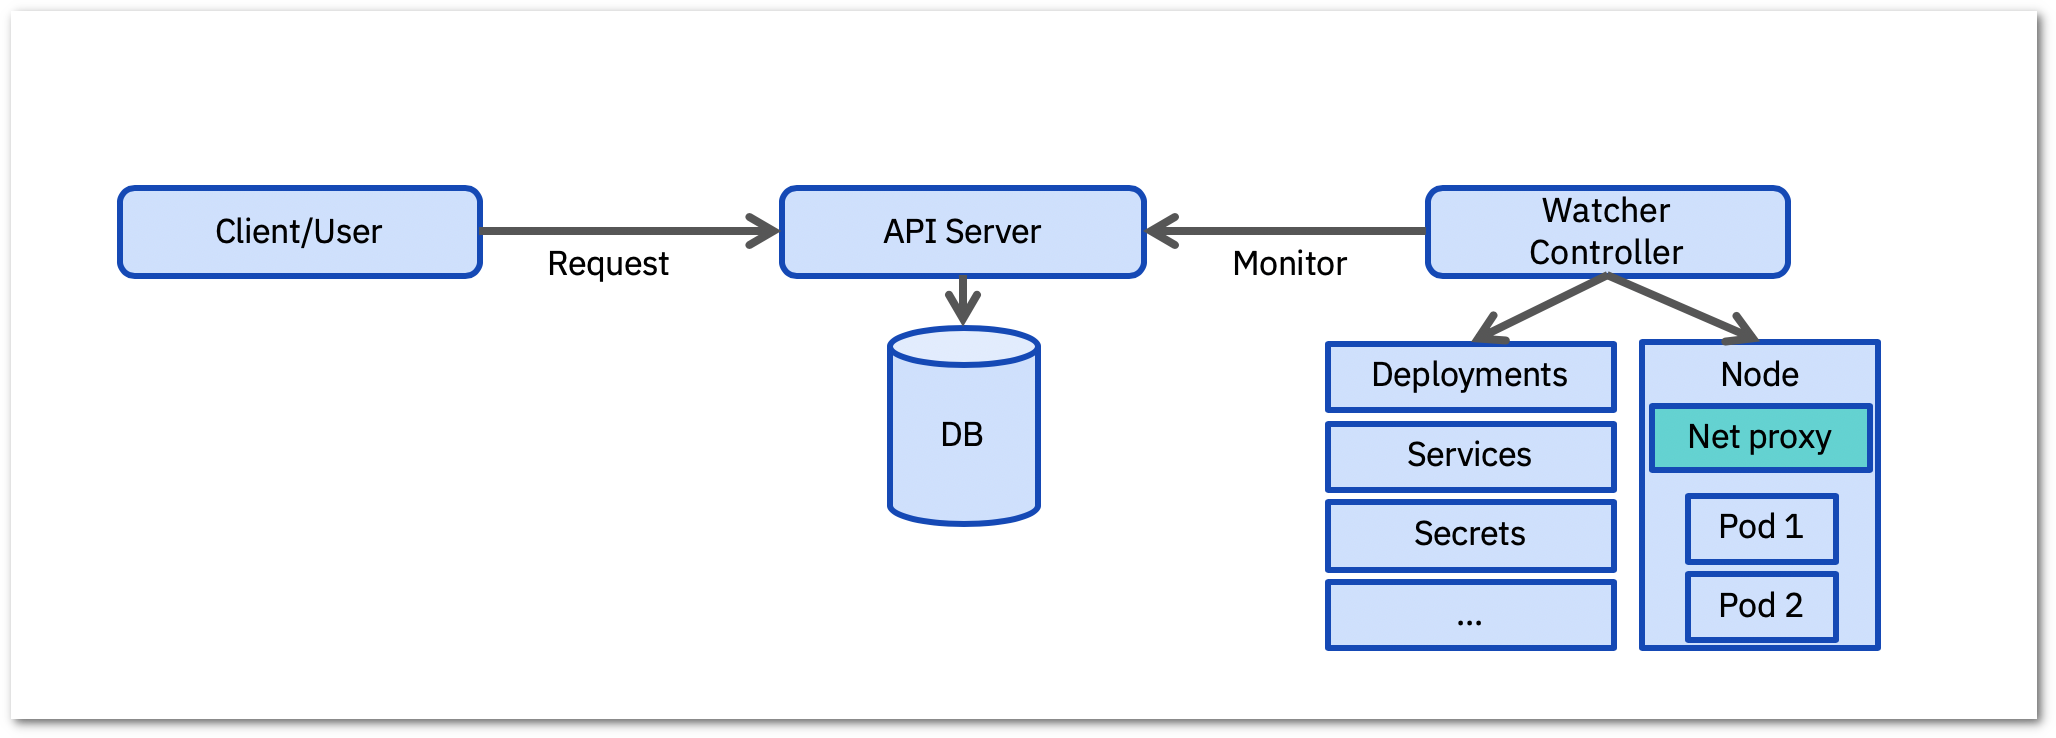 Client/User
Request
API Server
Monitor
Watcher
Controller
DB
Deployments
Services
Secrets
...
Node
Net proxy
Pod 1
Pod 2